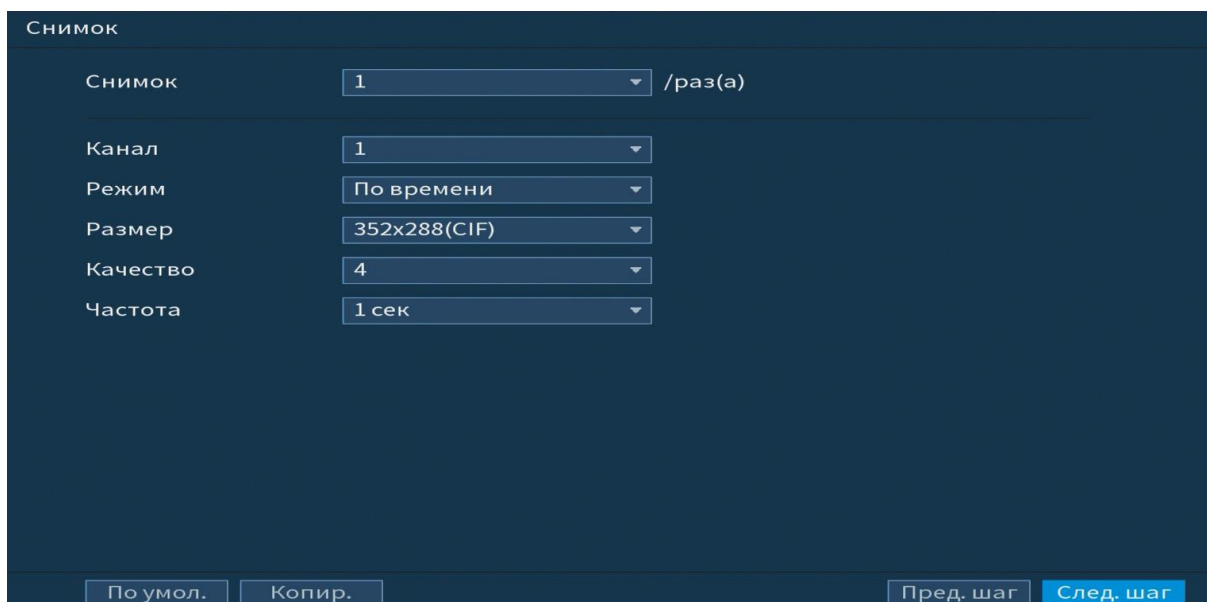 Снимок
Снимок 1 /раз(а)
Канал 1
Режим По времени
Размер 352x288(CIF)
Качество 4
Частота 1 сек
По умол. Копир. Пред. шаг След. шаг